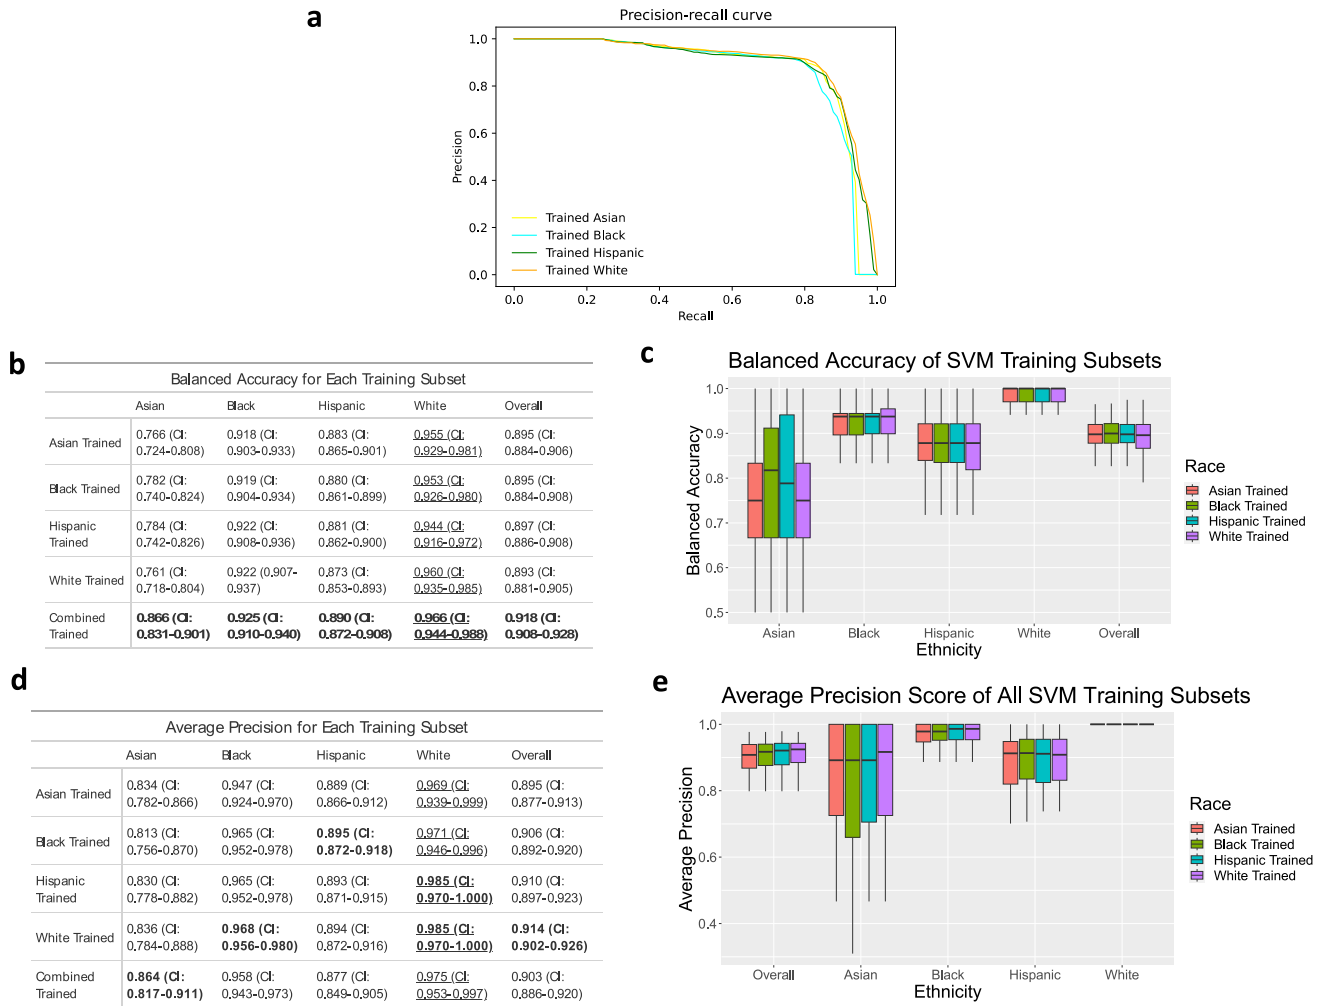 a
Precision-recall curve
1.0
0.8
0.6
0.4
0.2
0.0
Precision
Trained Asian
Trained Black
Trained Hispanic
Trained White
0.0 0.2 0.4 0.6 0.8 1.0
Recall
b
Balanced Accuracy for Each Training Subset
Asian Black Hispanic White Overall
Asian Trained 0.766 (CI: 0.918 (CI: 0.883 (CI: 0.955 (CI: 0.895 (CI:
0.724-0.808) 0.903-0.933) 0.865-0.901) 0.929-0.981) 0.884-0.906)
Black Trained 0.782 (CI: 0.919 (CI: 0.880 (CI: 0.953 (CI: 0.895 (CI:
0.740-0.824) 0.904-0.934) 0.861-0.899) 0.926-0.980) 0.884-0.908)
Hispanic 0.784 (CI: 0.922 (CI: 0.881 (CI: 0.944 (CI: 0.897 (CI:
Trained 0.742-0.826) 0.908-0.936) 0.862-0.900) 0.916-0.972) 0.886-0.908)
White Trained 0.761 (CI: 0.922 (0.907- 0.873 (CI: 0.960 (CI: 0.893 (CI:
0.718-0.804) 0.937) 0.853-0.893) 0.935-0.985) 0.881-0.905)
Combined 0.866 (CI: 0.925 (CI: 0.890 (CI: 0.966 (CI: 0.918 (CI:
Trained 0.831-0.901) 0.910-0.940) 0.872-0.908) 0.944-0.988) 0.908-0.928)
c
Balanced Accuracy of SVM Training Subsets
1.0
0.9
0.8
0.7
0.6
0.5
Balanced Accuracy
Asian Black Hispanic White Overall
Ethnicity
Race
Asian Trained
Black Trained
Hispanic Trained
White Trained
d
Average Precision for Each Training Subset
Asian Black Hispanic White Overall
Asian Trained 0.834 (CI: 0.947 (CI: 0.889 (CI: 0.969 (CI: 0.895 (CI:
0.782-0.866) 0.924-0.970) 0.866-0.912) 0.939-0.999) 0.877-0.913)
Black Trained 0.813 (CI: 0.965 (CI: 0.895 (CI: 0.971 (CI: 0.906 (CI:
0.756-0.870) 0.952-0.978) 0.872-0.918) 0.946-0.996) 0.892-0.920)
Hispanic 0.830 (CI: 0.965 (CI: 0.893 (CI: 0.985 (CI: 0.910 (CI:
Trained 0.778-0.882) 0.952-0.978) 0.871-0.915) 0.970-1.000) 0.897-0.923)
White Trained 0.836 (CI: 0.968 (CI: 0.894 (CI: 0.985 (CI: 0.914 (CI:
0.784-0.888) 0.956-0.980) 0.872-0.916) 0.970-1.000) 0.902-0.926)
Combined 0.864 (CI: 0.958 (CI: 0.877 (CI: 0.975 (CI: 0.903 (CI:
Trained 0.817-0.911) 0.943-0.973) 0.849-0.905) 0.953-0.997) 0.886-0.920)
e
Average Precision Score of All SVM Training Subsets
1.0
0.8
0.6
0.4
Average Precision
Overall Asian Black Hispanic White
Ethnicity
Race
Asian Trained
Black Trained
Hispanic Trained
White Trained